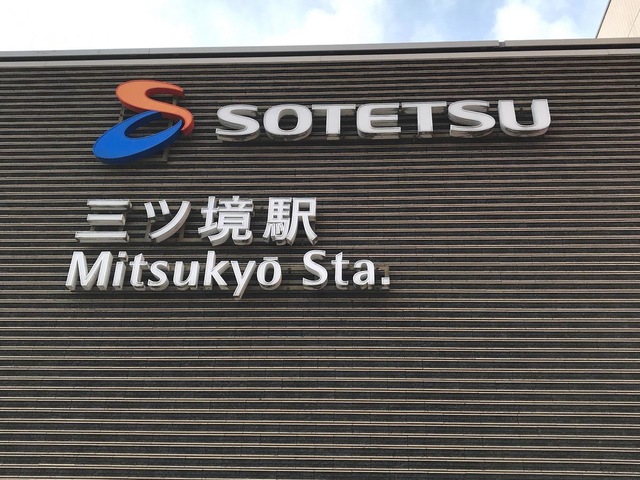 SOTETSU
三ツ境駅
Mitsukyō Sta.